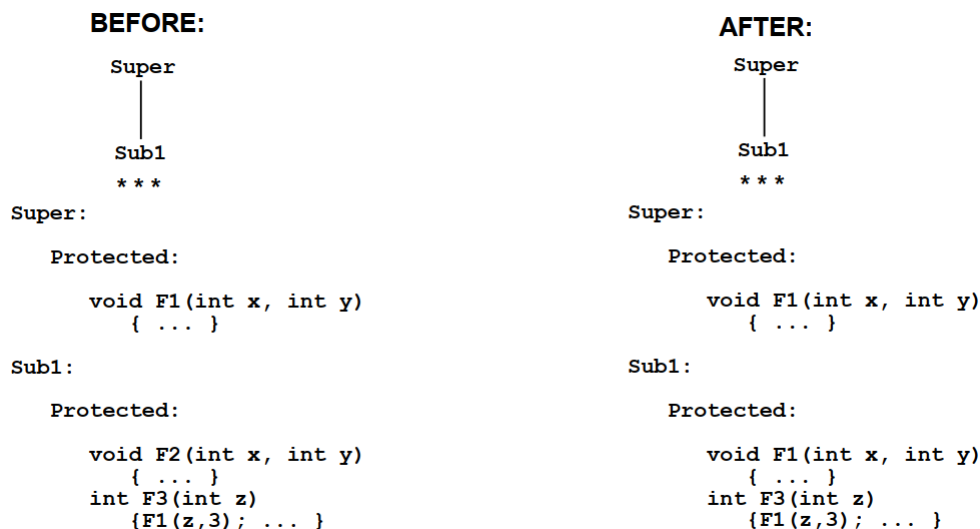 BEFORE:
Super
Sub1
***
Super:
Protected:
void F1(int x, int y)
{ ... }
Sub1:
Protected:
void F2(int x, int y)
{ ... }
int F3(int z)
{F1(z,3); ... }
AFTER:
Super
Sub1
***
Super:
Protected:
void F1(int x, int y)
{ ... }
Sub1:
Protected:
void F1(int x, int y)
{ ... }
int F3(int z)
{F1(z,3); ... }